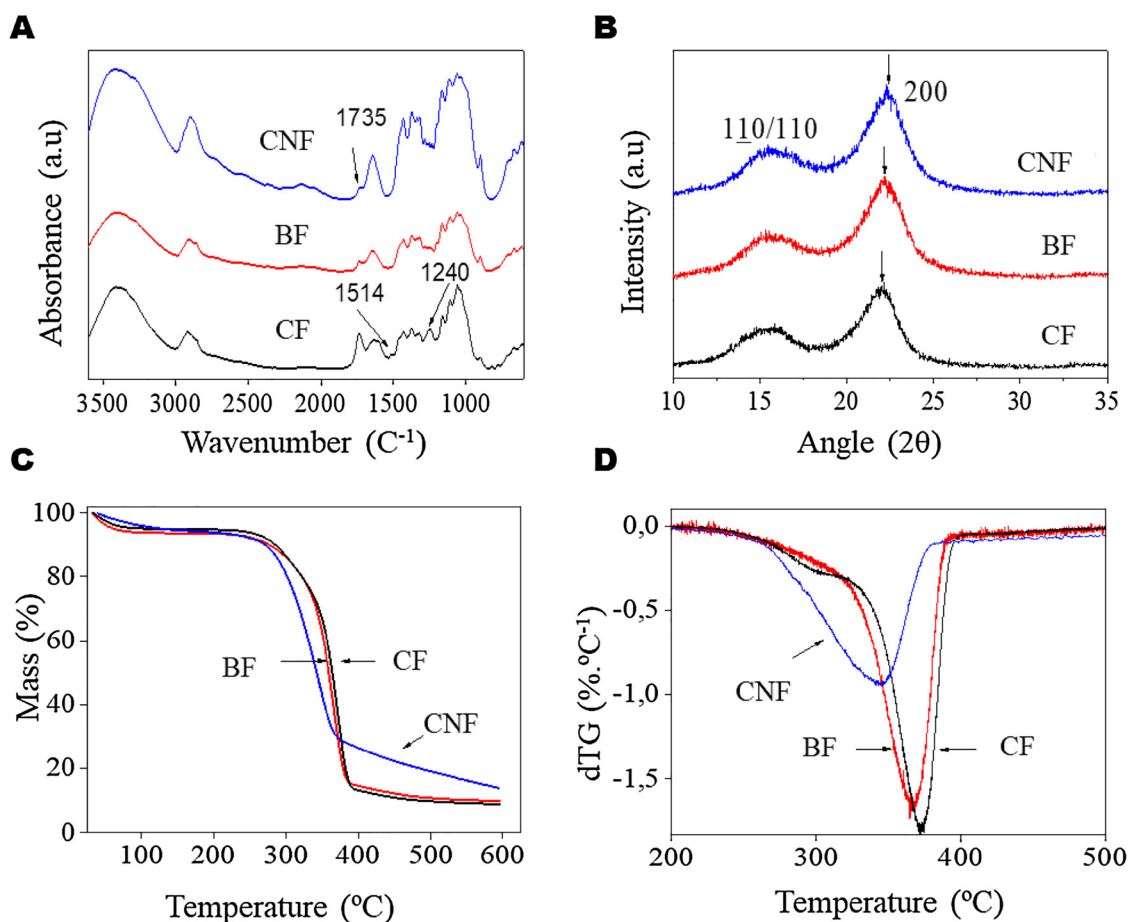 A
Absorbance (a.u)
CNF
BF
CF
1735
1514
1240
3500 3000 2500 2000 1500 1000
Wavenumber (C⁻¹)
B
Intensity (a.u)
11̲0/110
200
CNF
BF
CF
10 15 20 25 30 35
Angle (2θ)
C
Mass (%)
100
80
60
40
20
0
BF
CF
CNF
100 200 300 400 500 600
Temperature (ºC)
D
dTG (%.ºC⁻¹)
0,0
-0,5
-1,0
-1,5
CNF
BF
CF
200 300 400 500
Temperature (ºC)